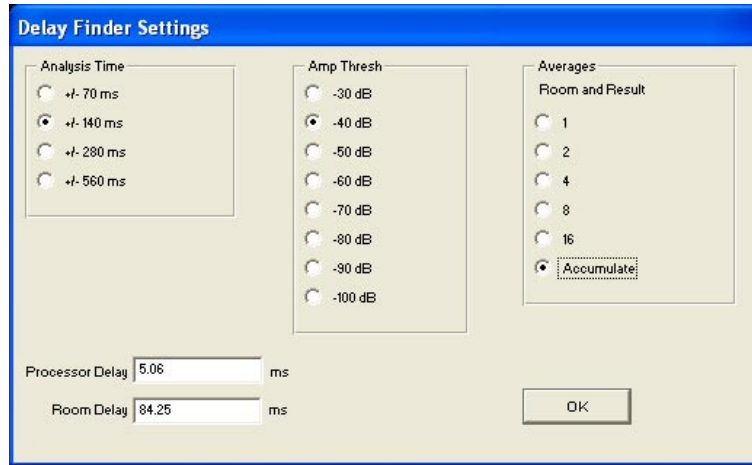 Delay Finder Settings
Analysis Time
+/- 70 ms
+/- 140 ms
+/- 280 ms
+/- 560 ms
Amp Thresh
-30 dB
-40 dB
-50 dB
-60 dB
-70 dB
-80 dB
-90 dB
-100 dB
Averages
Room and Result
1
2
4
8
16
Accumulate
Processor Delay 5.06 ms
Room Delay 84.25 ms
OK